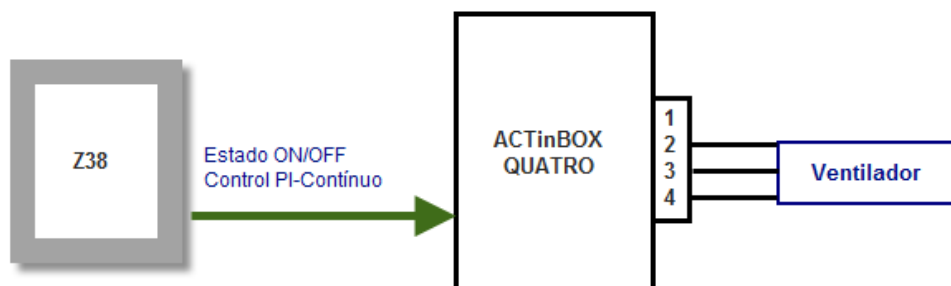 Z38
Estado ON/OFF
Control PI-Contínuo
ACTinBOX
QUATRO
1
2
3
4
Ventilador